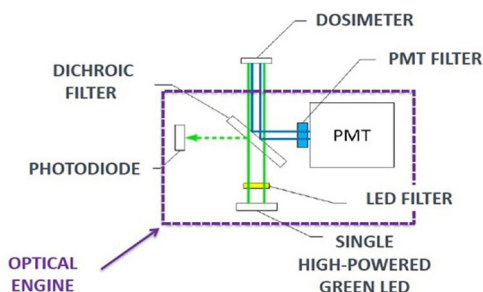 DOSIMETER
PMT FILTER
DICHROIC
FILTER
PMT
PHOTODIODE
LED FILTER
SINGLE
HIGH-POWERED
GREEN LED
OPTICAL
ENGINE